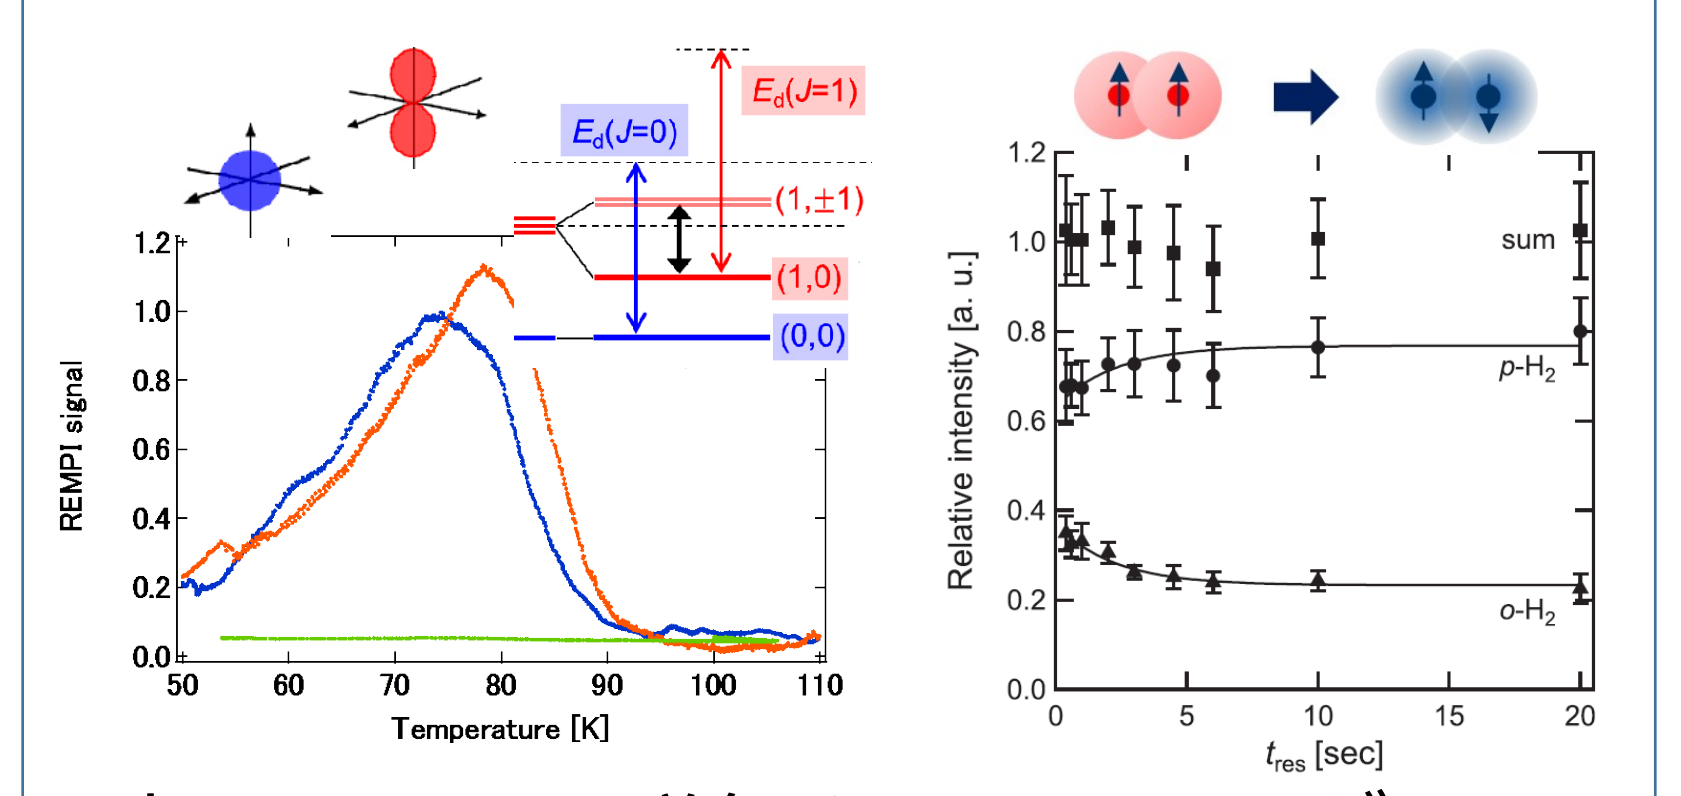 E_d(J=1)
E_d(J=0)
(1,±1)
(1,0)
(0,0)
1.2
1.0
0.8
0.6
0.4
0.2
0.0
REMPI signal
50 60 70 80 90 100 110
Temperature [K]
1.2
1.0
0.8
0.6
0.4
0.2
0.0
Relative intensity [a. u.]
sum
p-H₂
o-H₂
0 5 10 15 20
t_res [sec]